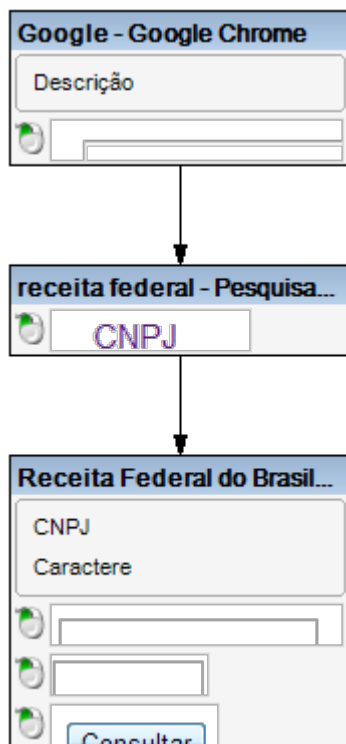 Google - Google Chrome
Descrição
receita federal - Pesquisa...
CNPJ
Receita Federal do Brasil...
CNPJ
Caractere
Consultar